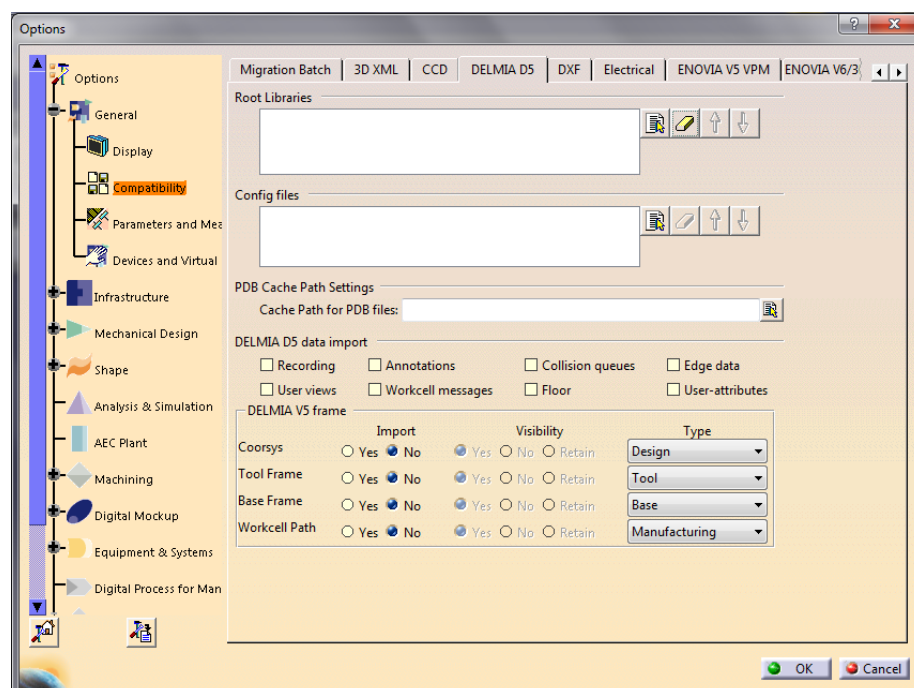 Options
Options
General
Display
Compatibility
Parameters and Mea
Devices and Virtual
Infrastructure
Mechanical Design
Shape
Analysis & Simulation
AEC Plant
Machining
Digital Mockup
Equipment & Systems
Digital Process for Man
Migration Batch 3D XML CCD DELMIA D5 DXF Electrical ENOVIA V5 VPM ENOVIA V6/3
Root Libraries
Config files
PDB Cache Path Settings
Cache Path for PDB files:
DELMIA D5 data import
Recording Annotations Collision queues Edge data
User views Workcell messages Floor User-attributes
DELMIA V5 frame
Import Visibility Type
Coorsys Yes No Yes No Retain Design
Tool Frame Yes No Yes No Retain Tool
Base Frame Yes No Yes No Retain Base
Workcell Path Yes No Yes No Retain Manufacturing
OK Cancel